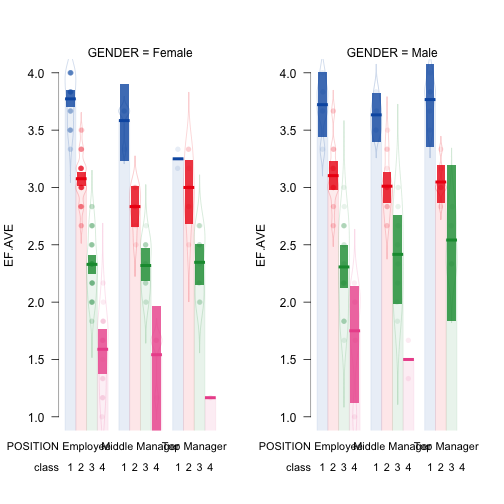 GENDER = Female
4.0
3.5
3.0
2.5
2.0
1.5
1.0
EF.AVE
POSITION Employee Middle Manager Top Manager
class 1 2 3 4 1 2 3 4 1 2 3 4
GENDER = Male
4.0
3.5
3.0
2.5
2.0
1.5
1.0
EF.AVE
POSITION Employee Middle Manager Top Manager
class 1 2 3 4 1 2 3 4 1 2 3 4